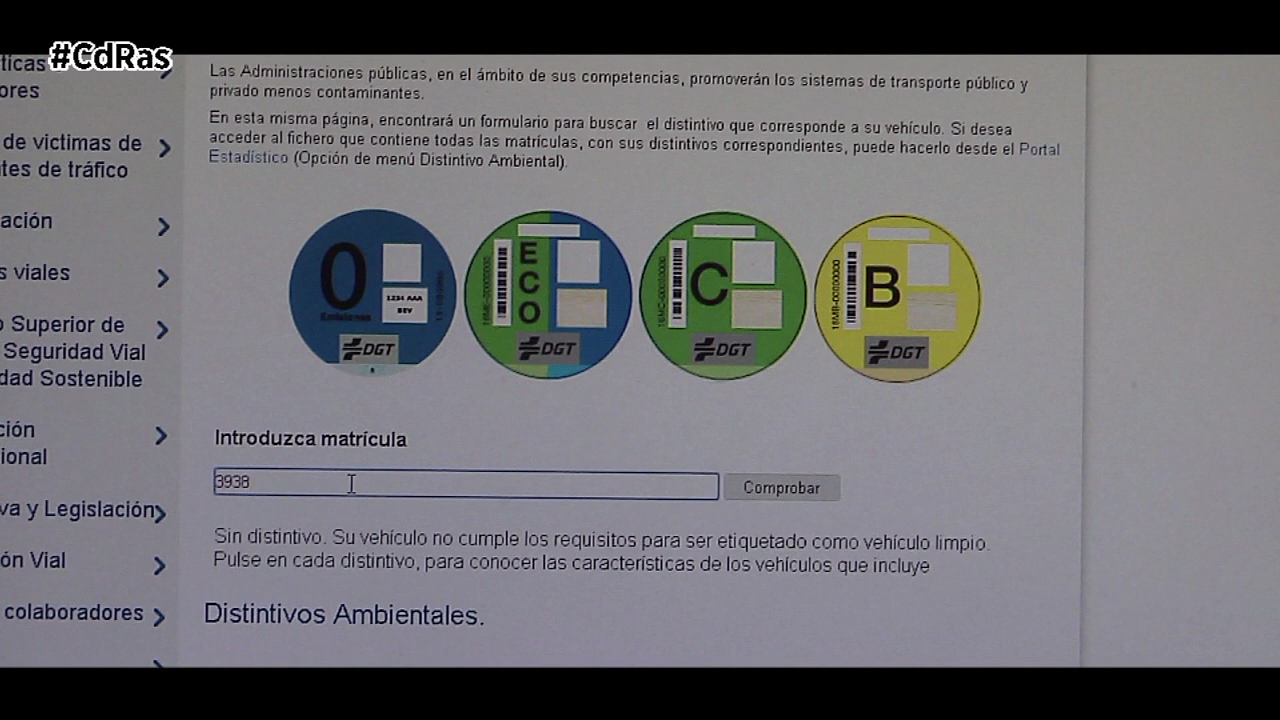 #CdRas
ticas
ores
de victimas de
tes de tráfico
ación
s viales
o Superior de
Seguridad Vial
dad Sostenible
ción
ional
va y Legislación
ón Vial
colaboradores
Las Administraciones públicas, en el ámbito de sus competencias, promoverán los sistemas de transporte público y
privado menos contaminantes.
En esta misma página, encontrará un formulario para buscar el distintivo que corresponde a su vehículo. Si desea
acceder al fichero que contiene todas las matrículas, con sus distintivos correspondientes, puede hacerlo desde el Portal
Estadístico (Opción de menú Distintivo Ambiental).
0
Emisiones
1234 AAA
BEV
DGT
ECO
DGT
C
DGT
B
DGT
Introduzca matrícula
3938
Comprobar
Sin distintivo. Su vehículo no cumple los requisitos para ser etiquetado como vehículo limpio.
Pulse en cada distintivo, para conocer las características de los vehículos que incluye
Distintivos Ambientales.